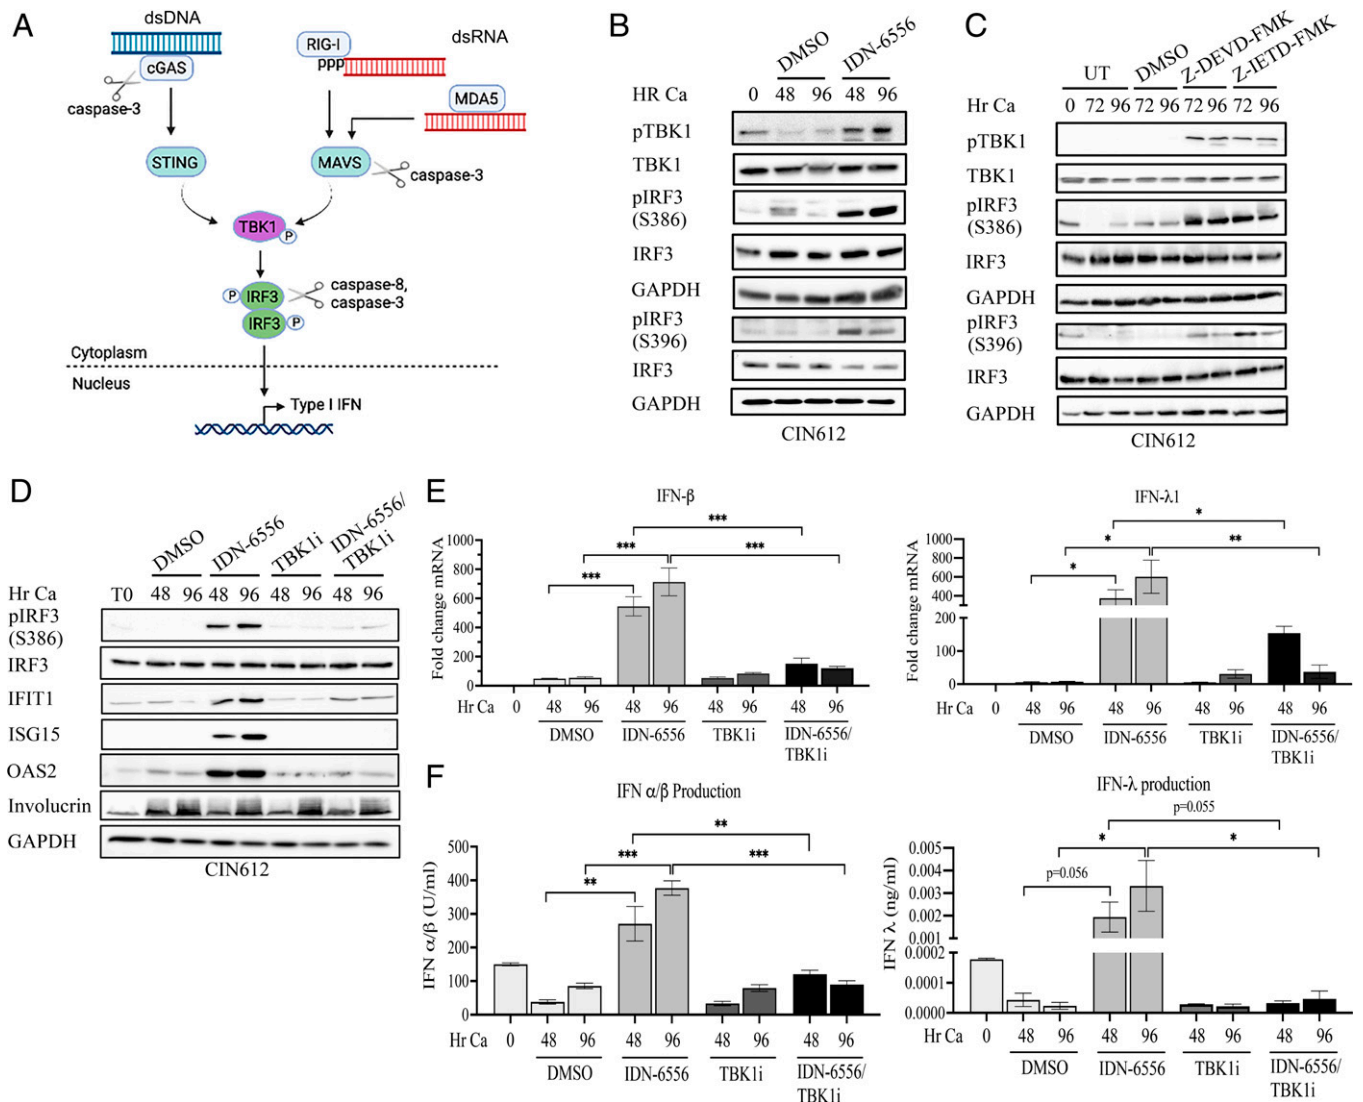 A
dsDNA
cGAS
caspase-3
RIG-I
ppp
dsRNA
MDA5
STING
MAVS
caspase-3
TBK1
P
P
IRF3
caspase-8,
caspase-3
IRF3
P
Cytoplasm
Nucleus
Type I IFN
B
DMSO IDN-6556
HR Ca 0 48 96 48 96
pTBK1
TBK1
pIRF3
(S386)
IRF3
GAPDH
pIRF3
(S396)
IRF3
GAPDH
CIN612
C
UT DMSO Z-DEVD-FMK Z-IETD-FMK
Hr Ca 0 72 96 72 96 72 96 72 96
pTBK1
TBK1
pIRF3
(S386)
IRF3
GAPDH
pIRF3
(S396)
IRF3
GAPDH
CIN612
D
DMSO IDN-6556 TBK1i IDN-6556/
TBK1i
Hr Ca T0 48 96 48 96 48 96 48 96
pIRF3
(S386)
IRF3
IFIT1
ISG15
OAS2
Involucrin
GAPDH
CIN612
E
IFN-β
***
*** ***
***
Fold change mRNA
1000
800
600
400
200
0
Hr Ca 0 48 96 48 96 48 96 48 96
DMSO IDN-6556 TBK1i IDN-6556/
TBK1i
IFN-λ1
*
* **
*
Fold change mRNA
1000
800
600
400
200
100
0
Hr Ca 0 48 96 48 96 48 96 48 96
DMSO IDN-6556 TBK1i IDN-6556/
TBK1i
F
IFN α/β Production
**
*** ***
**
IFN α/β (U/ml)
500
400
300
200
100
0
Hr Ca 0 48 96 48 96 48 96 48 96
DMSO IDN-6556 TBK1i IDN-6556/
TBK1i
IFN-λ production
p=0.055
* *
p=0.056
IFN λ (ng/ml)
0.005
0.004
0.003
0.002
0.001
0.0002
0.0001
0.0000
Hr Ca 0 48 96 48 96 48 96 48 96
DMSO IDN-6556 TBK1i IDN-6556/
TBK1i